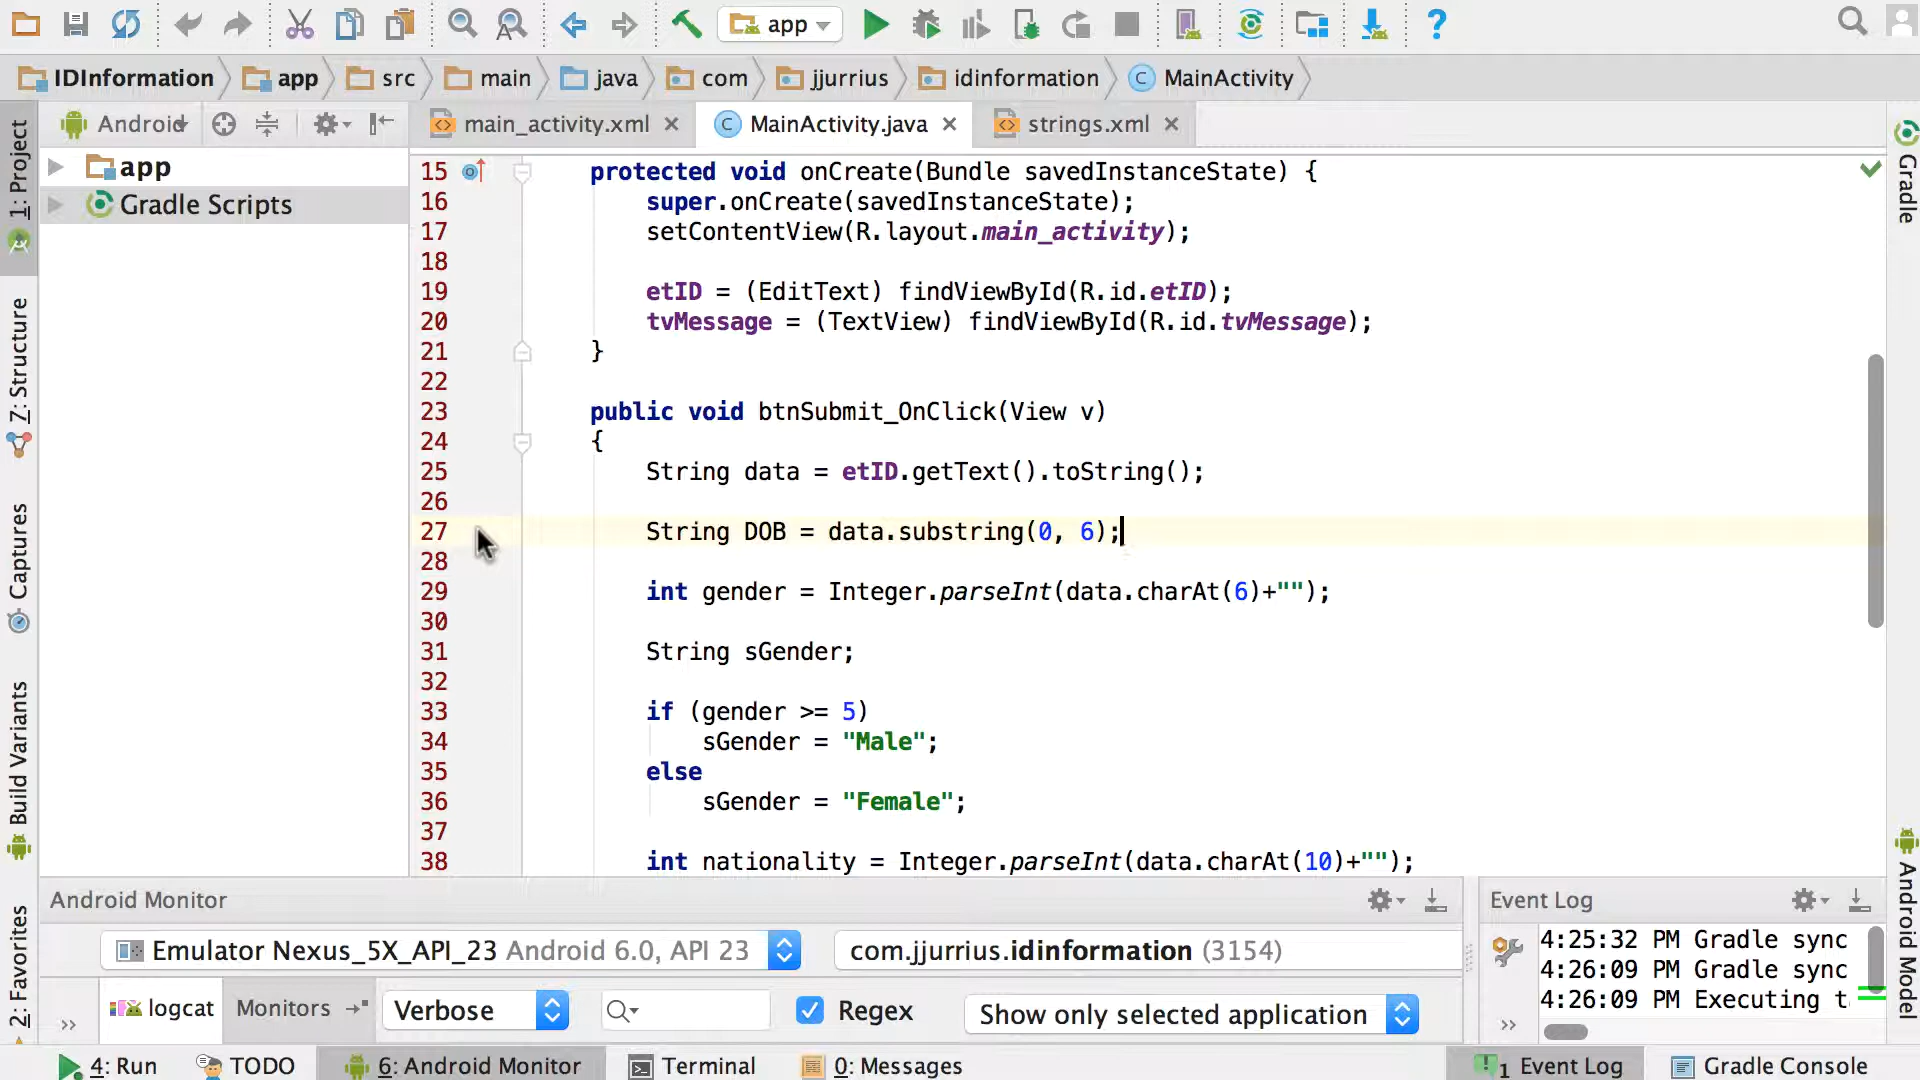 app
IDInformation app src main java com jjurrius idinformation MainActivity
Android main_activity.xml MainActivity.java strings.xml
1: Project
Z: Structure
Captures
Build Variants
2: Favorites
app
Gradle Scripts
15 protected void onCreate(Bundle savedInstanceState) {
16 super.onCreate(savedInstanceState);
17 setContentView(R.layout.main_activity);
18
19 etID = (EditText) findViewById(R.id.etID);
20 tvMessage = (TextView) findViewById(R.id.tvMessage);
21 }
22
23 public void btnSubmit_OnClick(View v)
24 {
25 String data = etID.getText().toString();
26
27 String DOB = data.substring(0, 6);
28
29 int gender = Integer.parseInt(data.charAt(6)+"");
30
31 String sGender;
32
33 if (gender >= 5)
34 sGender = "Male";
35 else
36 sGender = "Female";
37
38 int nationality = Integer.parseInt(data.charAt(10)+"");
Gradle
Android Model
Android Monitor
Emulator Nexus_5X_API_23 Android 6.0, API 23 com.jjurrius.idinformation (3154)
logcat Monitors Verbose Regex Show only selected application
Event Log
4:25:32 PM Gradle sync
4:26:09 PM Gradle sync
4:26:09 PM Executing
4: Run TODO 6: Android Monitor Terminal 0: Messages 1 Event Log Gradle Console